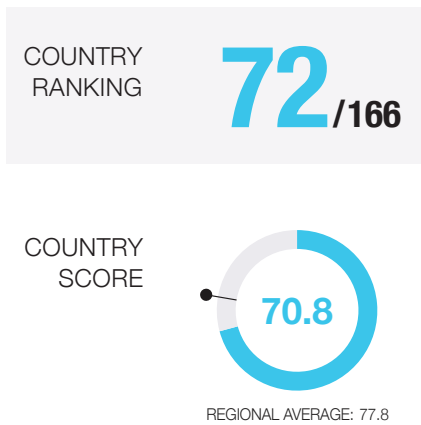 COUNTRY
RANKING
72/166
COUNTRY
SCORE
70.8
REGIONAL AVERAGE: 77.8